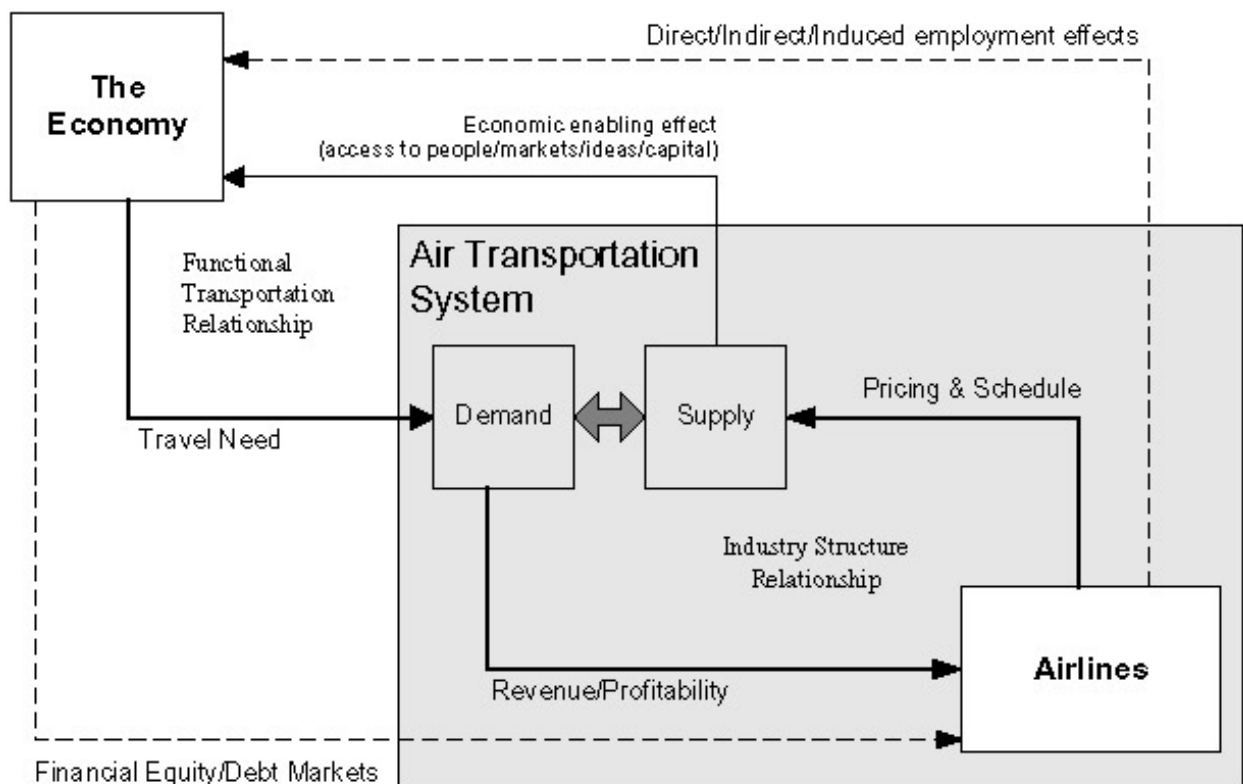 Direct/Indirect/Induced employment effects
The
Economy
Economic enabling effect
(access to people/markets/ideas/capital)
Functional
Transportation
Relationship
Air Transportation
System
Demand
Supply
Pricing & Schedule
Travel Need
Industry Structure
Relationship
Airlines
Revenue/Profitability
Financial Equity/Debt Markets